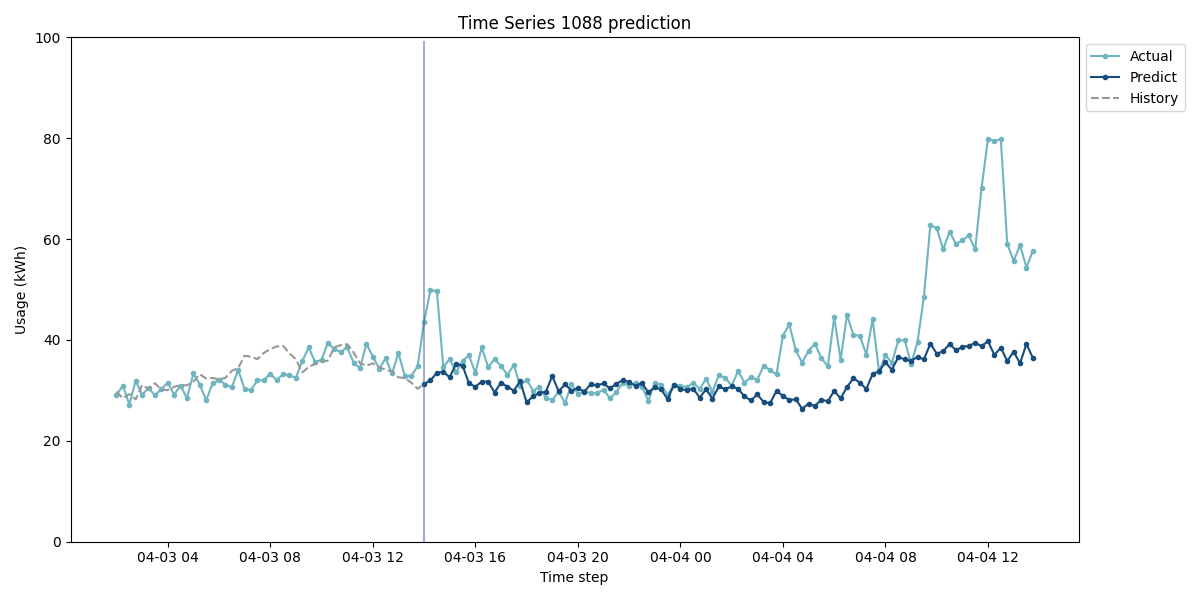 Time Series 1088 prediction
Actual
Predict
History
Usage (kWh)
100
80
60
40
20
0
04-03 04
04-03 08
04-03 12
04-03 16
04-03 20
04-04 00
04-04 04
04-04 08
04-04 12
Time step